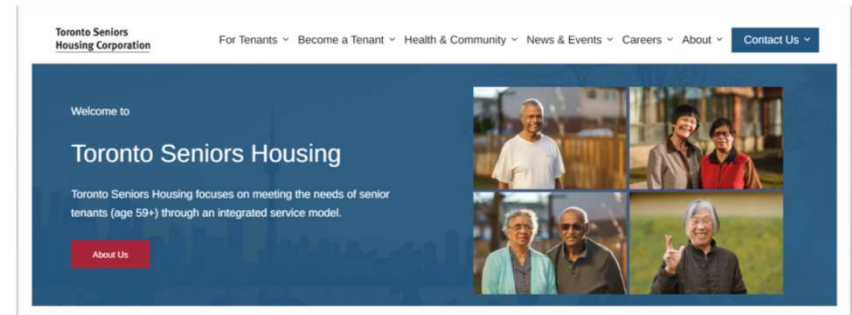 Toronto Seniors
Housing Corporation
For Tenants Become a Tenant Health & Community News & Events Careers About Contact Us
Welcome to
Toronto Seniors Housing
Toronto Seniors Housing focuses on meeting the needs of senior
tenants (age 59+) through an integrated service model.
About Us